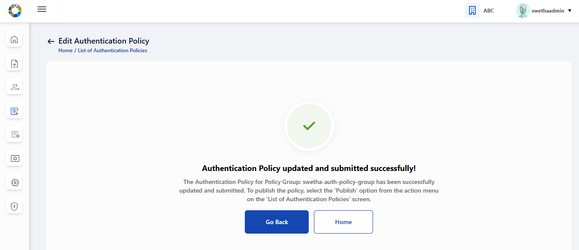 ABC
swethaadmin
Edit Authentication Policy
Home / List of Authentication Policies
Authentication Policy updated and submitted successfully!
The Authentication Policy for Policy Group: swetha-auth-policy-group has been successfully
updated and submitted. To publish the policy, select the 'Publish' option from the action menu
on the 'List of Authentication Policies' screen.
Go Back
Home